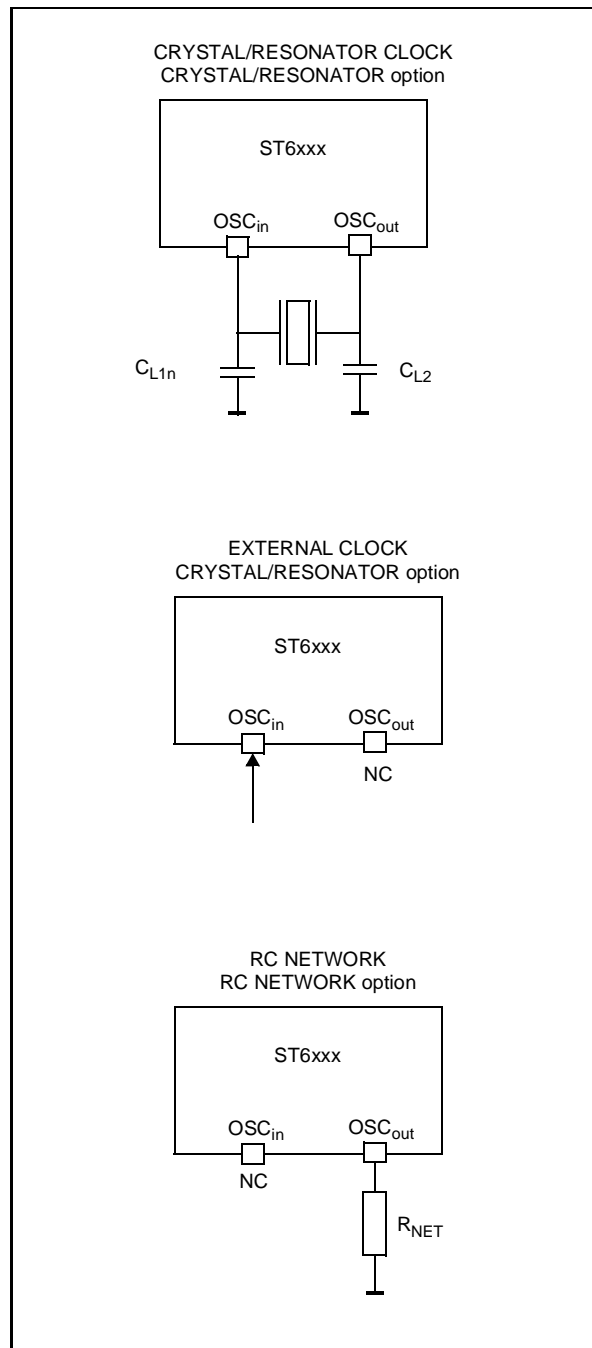 CRYSTAL/RESONATOR CLOCK
CRYSTAL/RESONATOR option
ST6xxx
OSCin OSCout
CL1n CL2
EXTERNAL CLOCK
CRYSTAL/RESONATOR option
ST6xxx
OSCin OSCout
NC
RC NETWORK
RC NETWORK option
ST6xxx
OSCin OSCout
NC
RNET